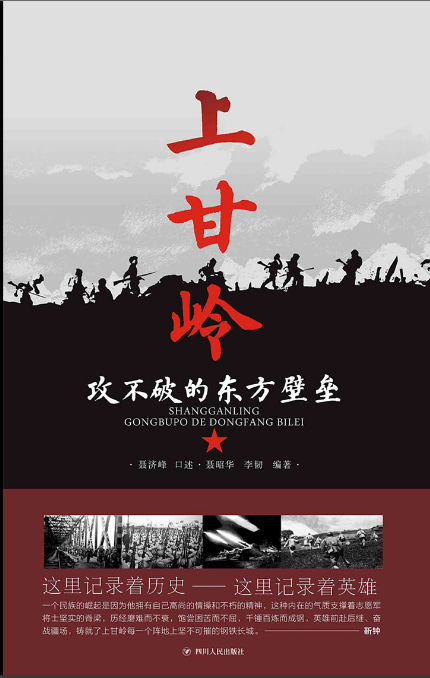 上
甘
岭
攻不破的东方壁垒
SHANGGANLING
GONGBUPO DE DONGFANG BILEI
·聂济峰 口述·聂昭华 李韧 编著·
这里记录着历史——这里记录着英雄
一个民族的崛起是因为他拥有自己高尚的情操和不朽的精神，这种内在的气质支撑着志愿军
将士坚实的脊梁，历经磨难而不衰，饱尝困苦而不屈，千锤百炼而成钢，英雄前赴后继、奋
战疆场，铸就了上甘岭每一个阵地上坚不可摧的钢铁长城。——靳钟
四川人民出版社